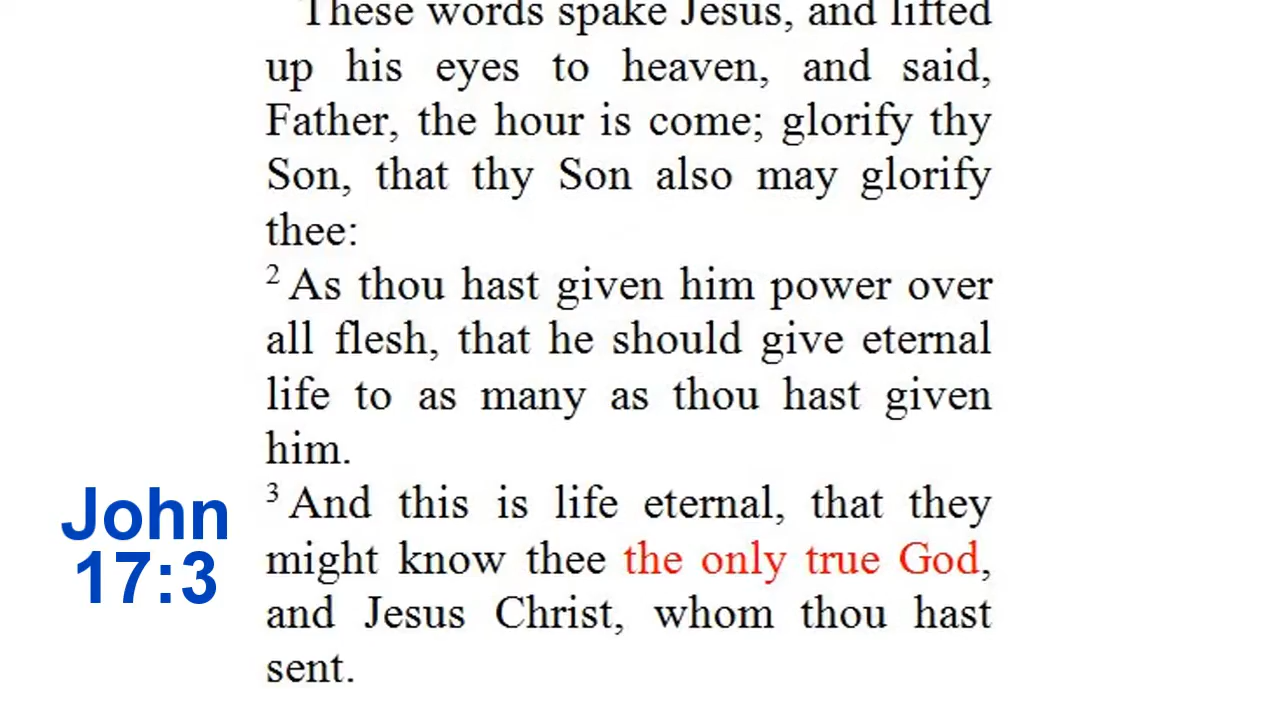 These words spake Jesus, and lifted
up his eyes to heaven, and said,
Father, the hour is come; glorify thy
Son, that thy Son also may glorify
thee:
2 As thou hast given him power over
all flesh, that he should give eternal
life to as many as thou hast given
him.
3 And this is life eternal, that they
might know thee the only true God,
and Jesus Christ, whom thou hast
sent.
John
17:3